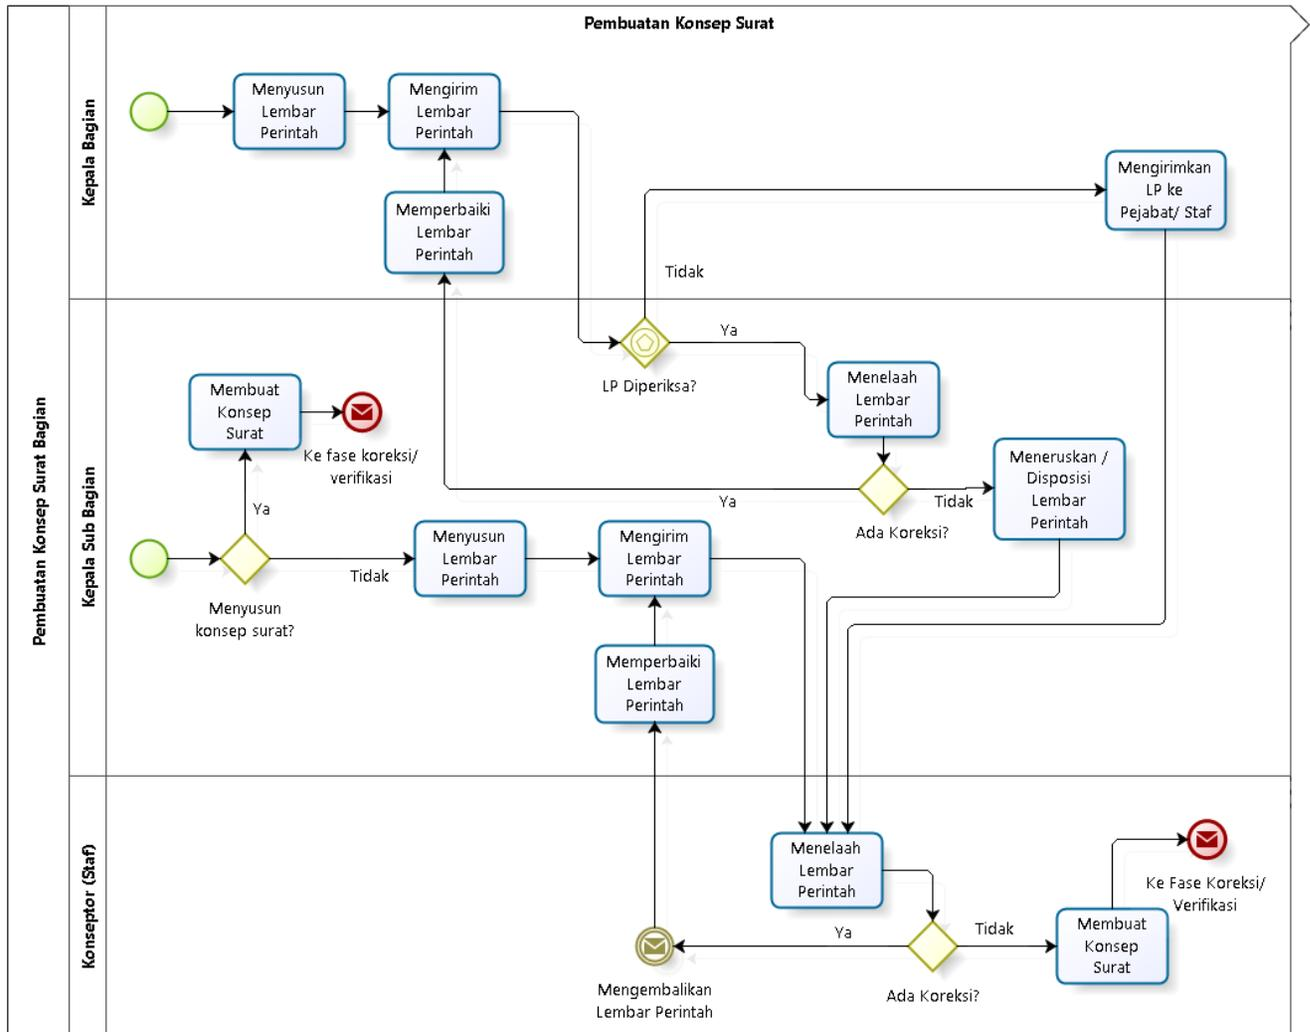 Pembuatan Konsep Surat
Pembuatan Konsep Surat Bagian
Kepala Bagian
Menyusun
Lembar
Perintah
Mengirim
Lembar
Perintah
Memperbaiki
Lembar
Perintah
Mengirimkan
LP ke
Pejabat/ Staf
Tidak
Kepala Sub Bagian
LP Diperiksa?
Ya
Menelaah
Lembar
Perintah
Membuat
Konsep
Surat
Ke fase koreksi/
verifikasi
Ya
Ya
Ada Koreksi?
Tidak
Meneruskan /
Disposisi
Lembar
Perintah
Menyusun
konsep surat?
Tidak
Menyusun
Lembar
Perintah
Mengirim
Lembar
Perintah
Memperbaiki
Lembar
Perintah
Konseptor (Staf)
Menelaah
Lembar
Perintah
Ke Fase Koreksi/
Verifikasi
Ya
Tidak
Membuat
Konsep
Surat
Mengembalikan
Lembar Perintah
Ada Koreksi?